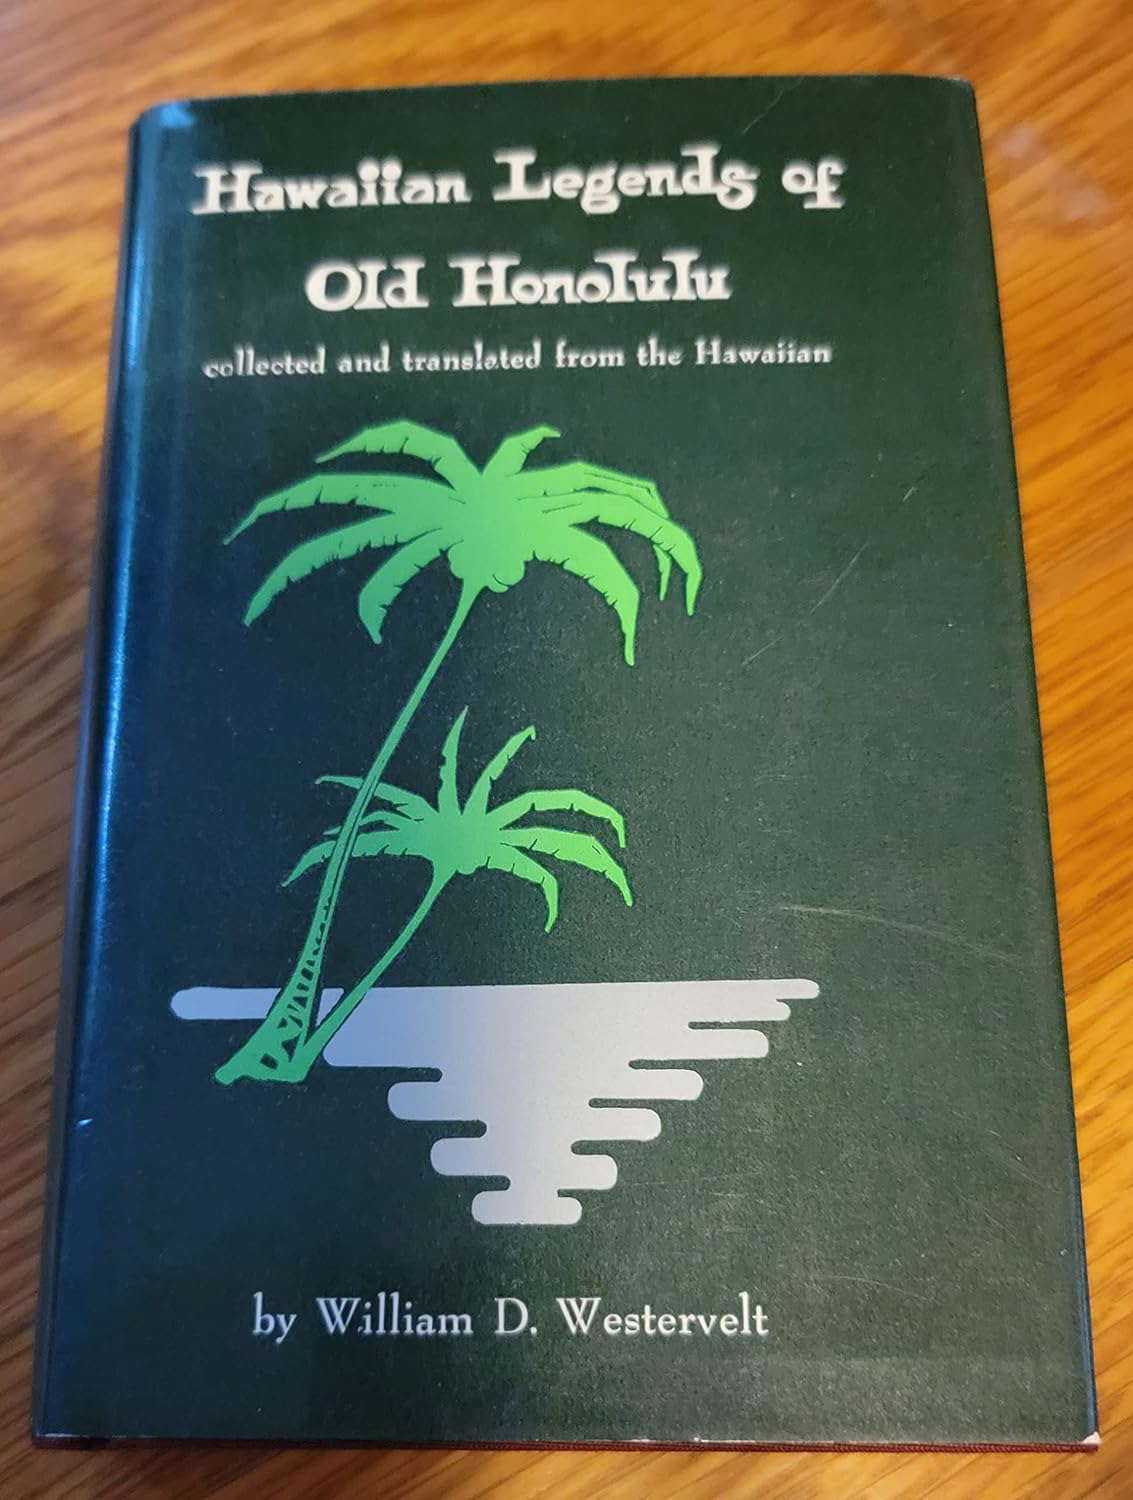 Hawaiian Legends of
Old Honolulu
collected and translated from the Hawaiian
by William D. Westervelt